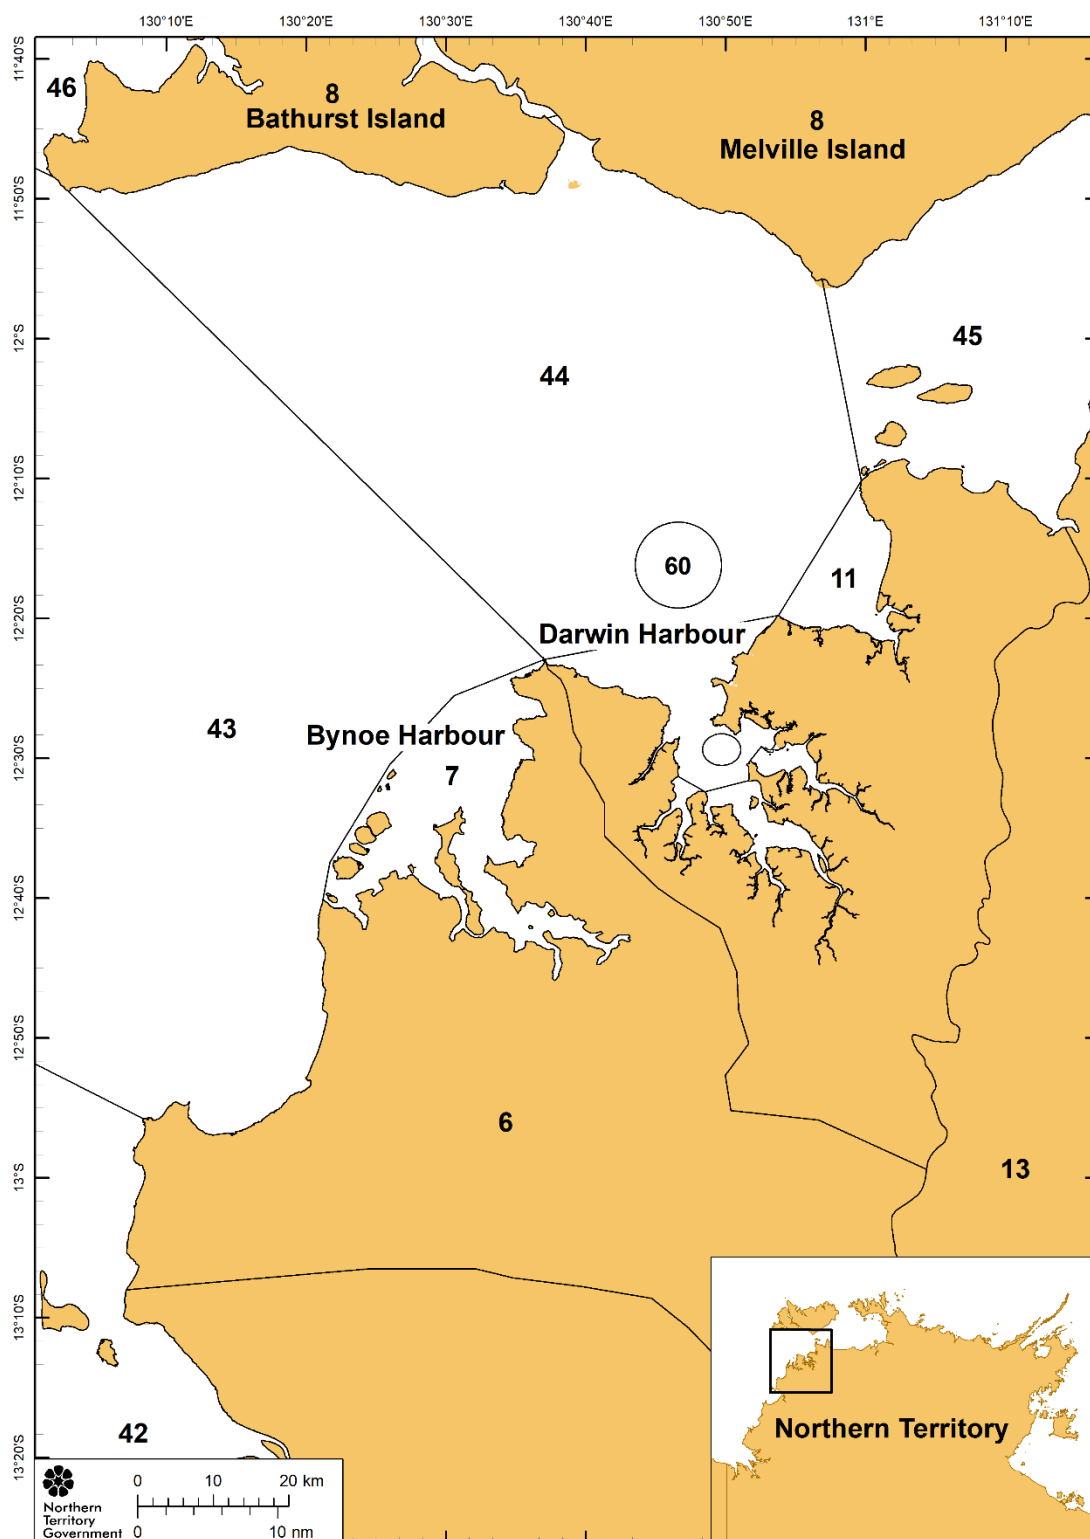 130°10'E 130°20'E 130°30'E 130°40'E 130°50'E 131°E 131°10'E
11°40'S
46
8
Bathurst Island
8
Melville Island
11°50'S
12°S
45
44
12°10'S
60
11
12°20'S
Darwin Harbour
43
Bynoe Harbour
7
12°30'S
12°40'S
12°50'S
6
13°S
13
13°10'S
42
13°20'S
Northern Territory
Northern
Territory
Government
0 10 20 km
0 10 nm